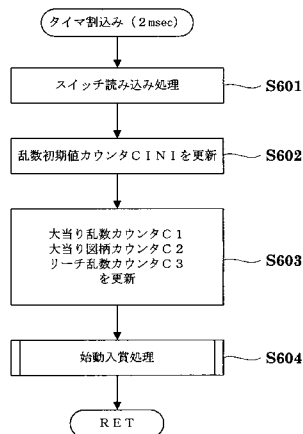 タイマ割込み（2msec）
スイッチ読み込み処理
S601
乱数初期値カウンタCINIを更新
S602
大当り乱数カウンタC1
大当り図柄カウンタC2
リーチ乱数カウンタC3
を更新
S603
始動入賞処理
S604
RET